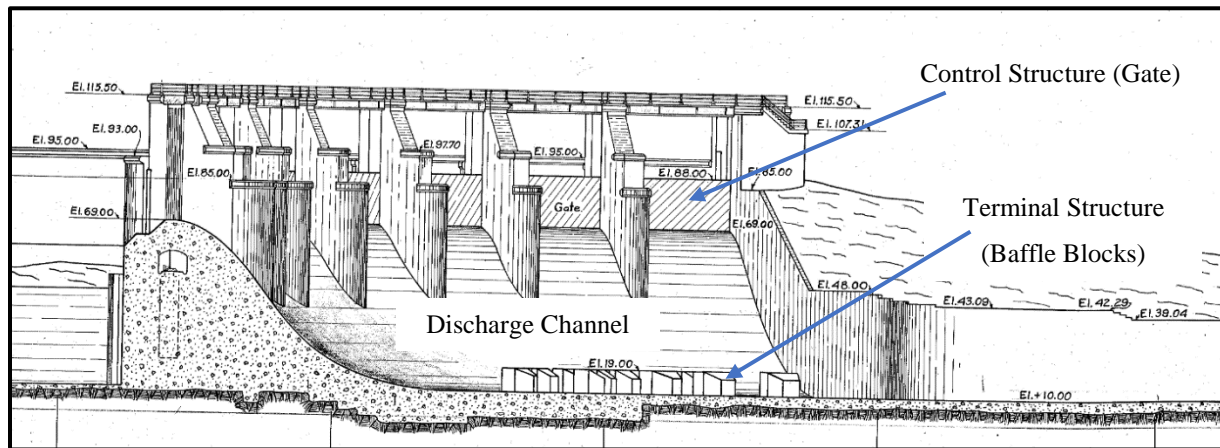 Control Structure (Gate)
El.113.50
El.115.50
El.107.31
El.93.00
El.95.00
El.97.70
El.95.00
El.85.00
El.88.00
El.85.00
Gate
Terminal Structure
(Baffle Blocks)
El.69.00
El.69.00
El.48.00
El.43.09
El.42.29
El.39.04
Discharge Channel
El.19.00
El.+10.00